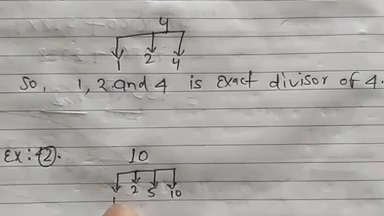 4
1 2 4
So, 1, 2 and 4 is exact divisor of 4.
Ex:-②. 10
1 2 5 10